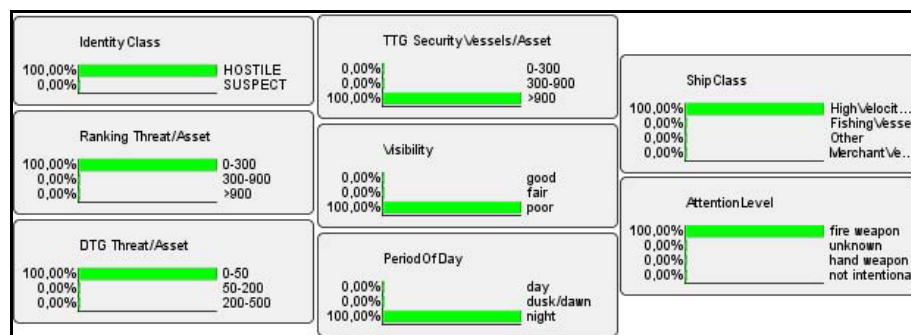 Identity Class
100,00% HOSTILE
0,00% SUSPECT
Ranking Threat/Asset
100,00% 0-300
0,00% 300-900
0,00% >900
DTG Threat/Asset
100,00% 0-50
0,00% 50-200
0,00% 200-500
TTG Security Vessels/Asset
0,00% 0-300
0,00% 300-900
100,00% >900
Visibility
0,00% good
0,00% fair
100,00% poor
Period Of Day
0,00% day
0,00% dusk/dawn
100,00% night
Ship Class
100,00% High Velocit...
0,00% Fishing Vesse
0,00% Other
0,00% Merchant Ve...
Attention Level
100,00% fire weapon
0,00% unknown
0,00% hand weapon
0,00% not intentiona